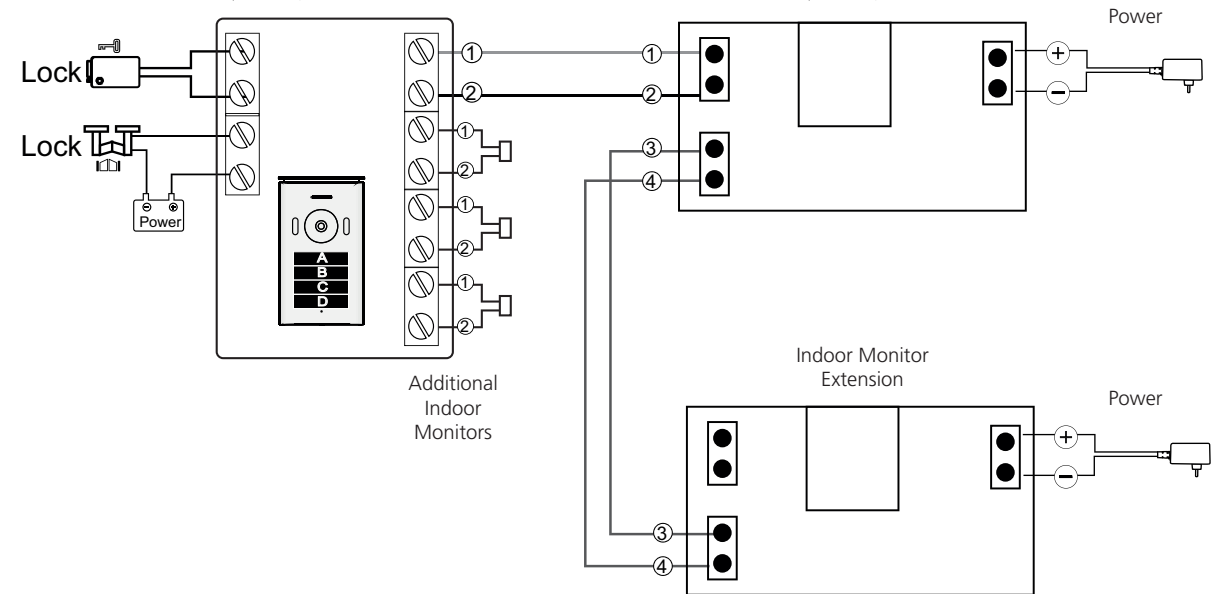 Power
Lock
① ①
② ②
Lock
①
②
③
④
Power
①
②
A
B
C
D
①
②
Indoor Monitor
Extension
Additional
Indoor
Monitors
Power
③
④